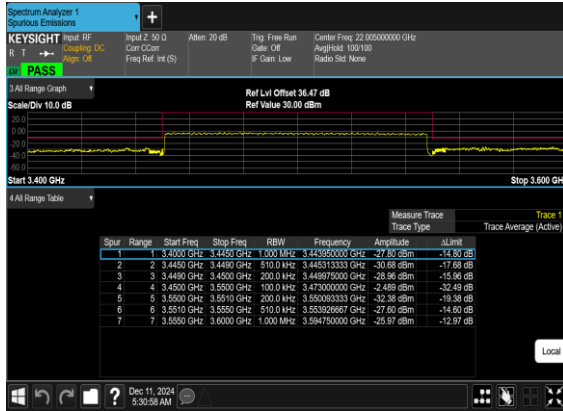 Spectrum Analyzer 1
Spurious Emissions
KEYSIGHT Input: RF Input Z: 50 Ω Atten: 20 dB Trig: Free Run Center Freq: 22.005000000 GHz
R T Coupling: DC Corr CCorr Gate: Off Avg|Hold: 100/100
Align: Off Freq Ref: Int (S) IF Gain: Low Radio Std: None
PASS
3 All Range Graph Ref Lvl Offset 36.47 dB
Scale/Div 10.0 dB Ref Value 30.00 dBm
20.0
0.00
-20.0
-40.0
-60.0
Start 3.400 GHz Stop 3.600 GH
4 All Range Table
Measure Trace Trace 1
Trace Type Trace Average (Active)
Spur Range Start Freq Stop Freq RBW Frequency Amplitude ΔLimit
1 1 3.4000 GHz 3.4450 GHz 1.000 MHz 3.443950000 GHz -27.80 dBm -14.80 dB
2 2 3.4450 GHz 3.4490 GHz 510.0 kHz 3.445313333 GHz -30.68 dBm -17.68 dB
3 3 3.4490 GHz 3.4500 GHz 200.0 kHz 3.449975000 GHz -28.96 dBm -15.96 dB
4 4 3.4500 GHz 3.5500 GHz 100.0 kHz 3.473000000 GHz -2.489 dBm -32.49 dB
5 5 3.5500 GHz 3.5510 GHz 200.0 kHz 3.550093333 GHz -32.38 dBm -19.38 dB
6 6 3.5510 GHz 3.5550 GHz 510.0 kHz 3.553926667 GHz -27.60 dBm -14.60 dB
7 7 3.5550 GHz 3.6000 GHz 1.000 MHz 3.594750000 GHz -25.97 dBm -12.97 dB
Local
Dec 11, 2024
5:30:58 AM